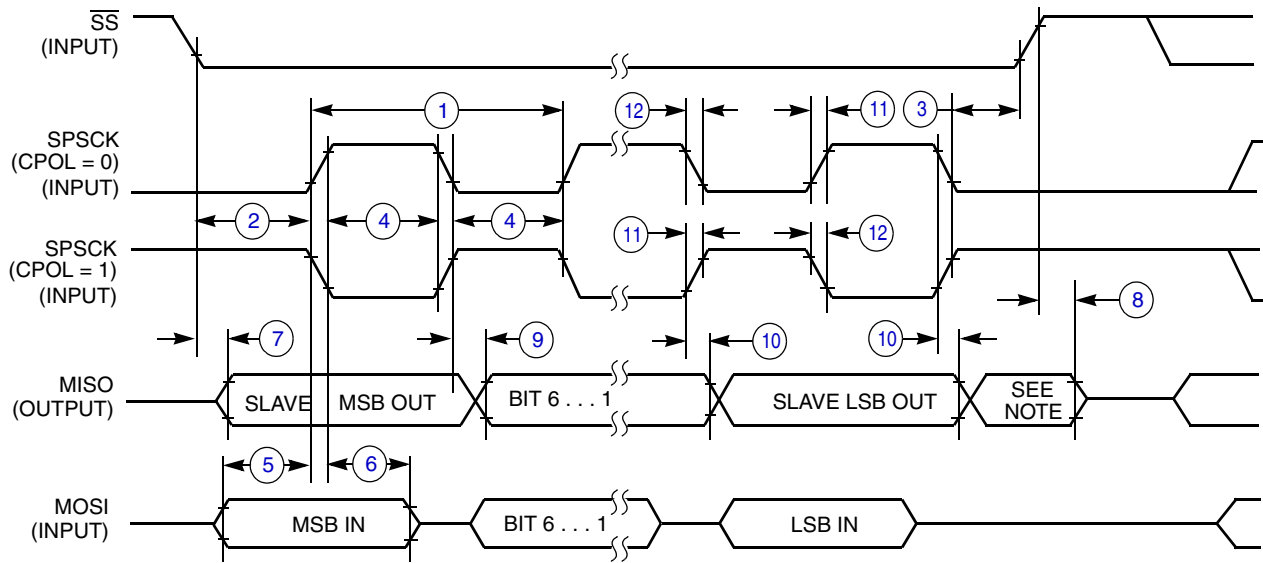 SS
(INPUT)
1
12
11
3
SPSCK
(CPOL = 0)
(INPUT)
2
4
4
SPSCK
(CPOL = 1)
(INPUT)
11
12
8
7
9
10
10
MISO
(OUTPUT)
SLAVE MSB OUT
BIT 6 . . . 1
SLAVE LSB OUT
SEE
NOTE
5
6
MOSI
(INPUT)
MSB IN
BIT 6 . . . 1
LSB IN